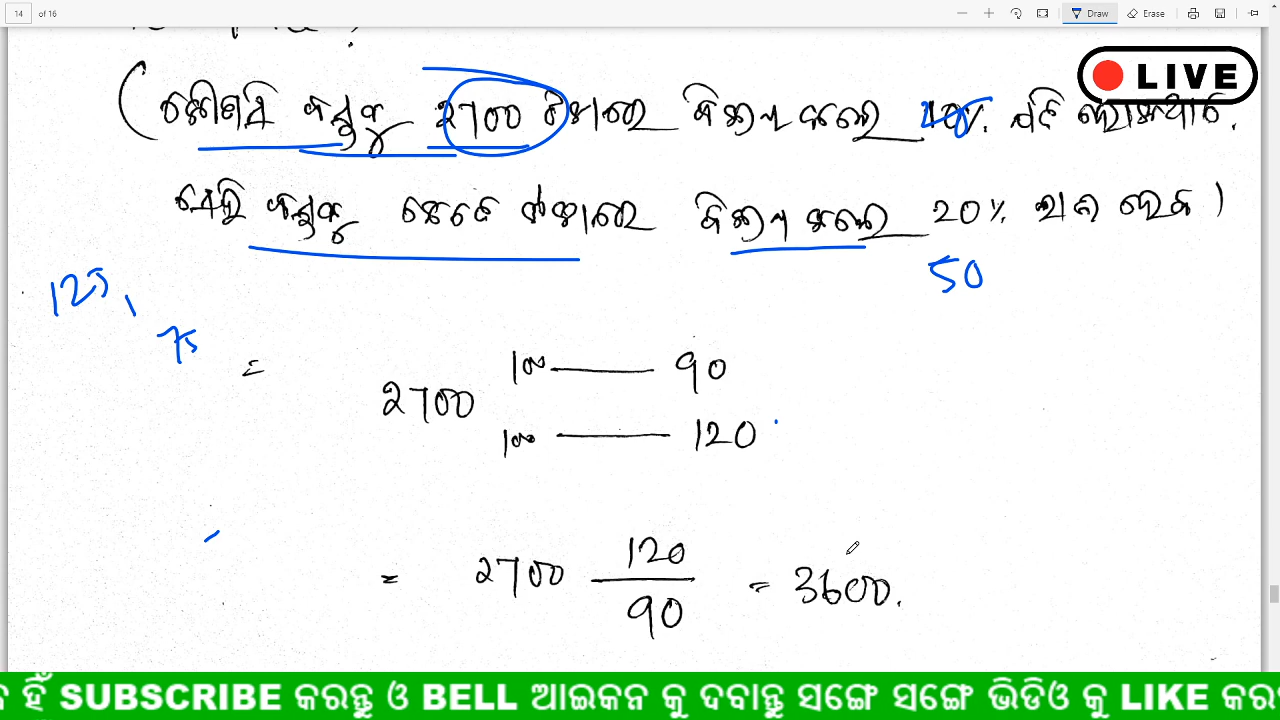 14 of 16 Draw Erase
LIVE
(କୌଣସି ବସ୍ତୁକୁ 2700 ଟଙ୍କାରେ ବିକ୍ରୟ କଲେ 10% ଯଦି
ସେହି ବସ୍ତୁକୁ କେତେ ଟଙ୍କାରେ ବିକ୍ରୟ କଲେ 20% ଲାଭ ହେବ।
50
125,
75
=
100 — 90
2700
100 — 120
= 2700 120/90 = 3600.
ହିଁ SUBSCRIBE କରନ୍ତୁ ଓ BELL ଆଇକନ କୁ ଦବାନ୍ତୁ ସଙ୍ଗେ ସଙ୍ଗେ ଭିଡିଓ କୁ LIKE କର